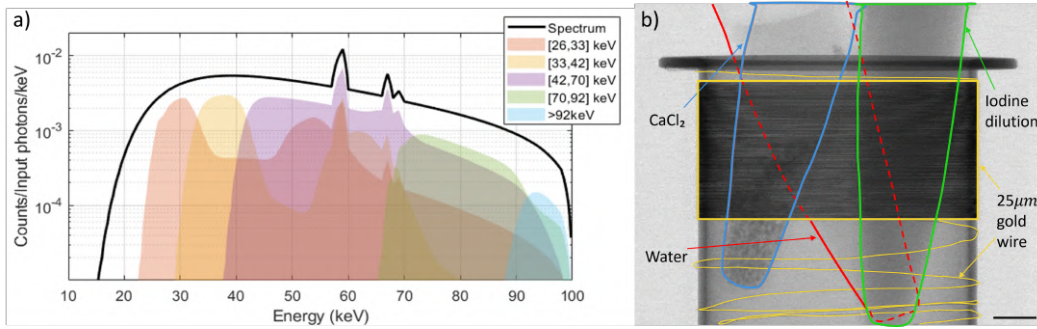 a)
Counts/Input photons/keV
10⁻²
10⁻³
10⁻⁴
10 20 30 40 50 60 70 80 90 100
Energy (keV)
Spectrum
[26,33] keV
[33,42] keV
[42,70] keV
[70,92] keV
>92keV
b)
CaCl₂
Water
Iodine
dilution
25μm
gold
wire